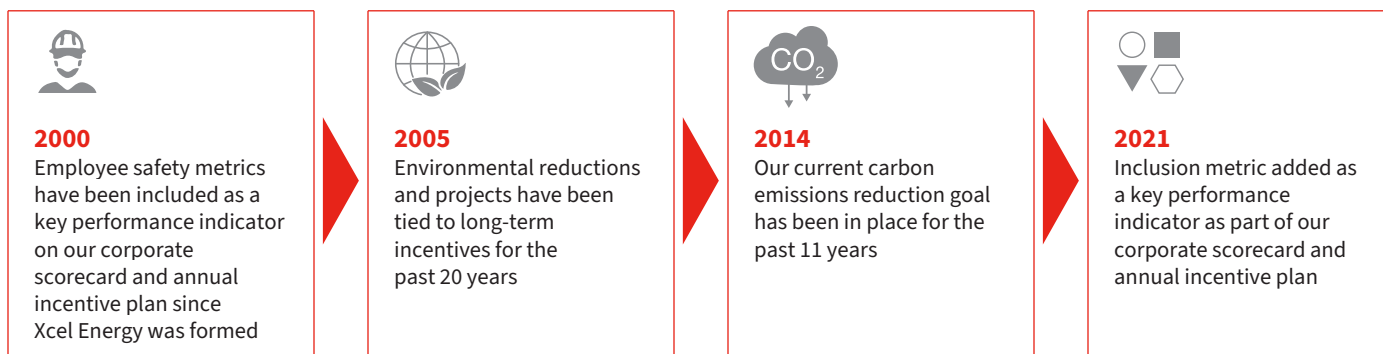 2000
Employee safety metrics
have been included as a
key performance indicator
on our corporate
scorecard and annual
incentive plan since
Xcel Energy was formed
2005
Environmental reductions
and projects have been
tied to long-term
incentives for the
past 20 years
CO2
2014
Our current carbon
emissions reduction goal
has been in place for the
past 11 years
2021
Inclusion metric added as
a key performance
indicator as part of our
corporate scorecard and
annual incentive plan